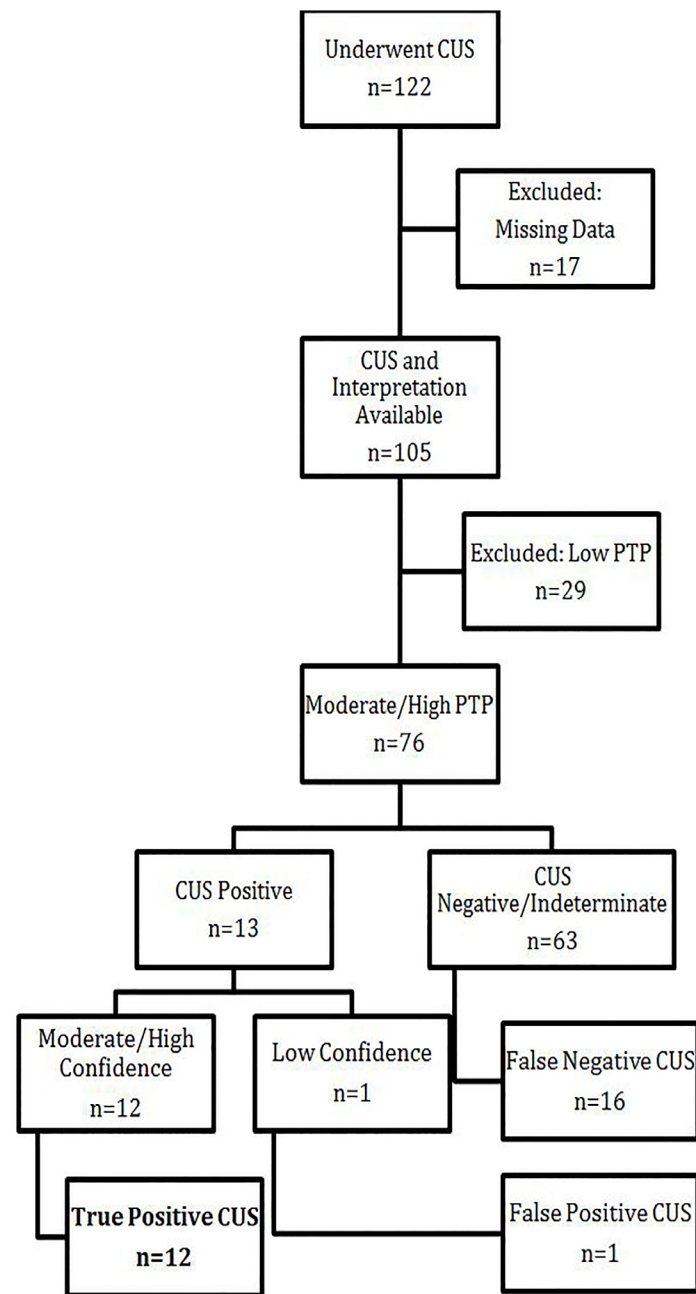 Underwent CUS
n=122
Excluded:
Missing Data
n=17
CUS and
Interpretation
Available
n=105
Excluded: Low PTP
n=29
Moderate/High PTP
n=76
CUS Positive
n=13
CUS
Negative/Indeterminate
n=63
Moderate/High
Confidence
n=12
Low Confidence
n=1
False Negative CUS
n=16
True Positive CUS
n=12
False Positive CUS
n=1